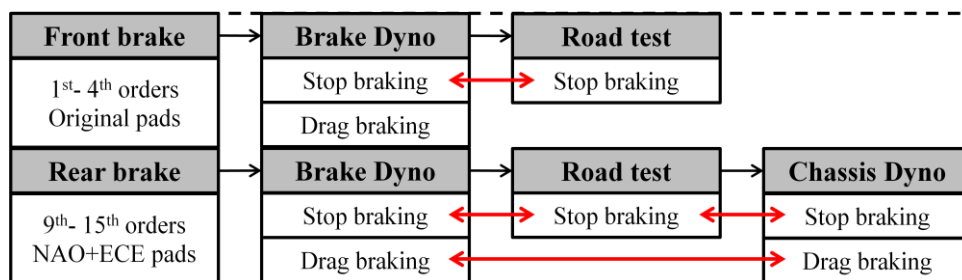 Front brake
Brake Dyno
Road test
1st- 4th orders
Original pads
Stop braking
Stop braking
Drag braking
Rear brake
Brake Dyno
Road test
Chassis Dyno
9th- 15th orders
NAO+ECE pads
Stop braking
Stop braking
Stop braking
Drag braking
Drag braking